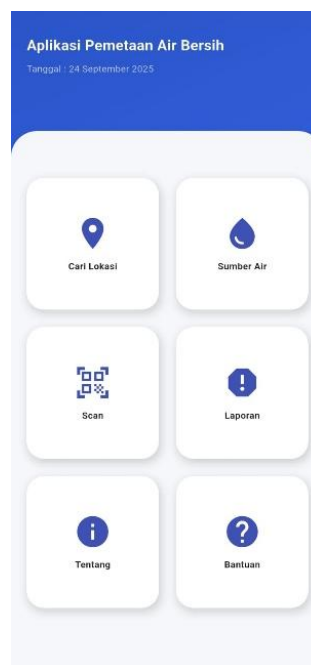 Aplikasi Pemetaan Air Bersih
Tanggal : 24 September 2025
Cari Lokasi
Sumber Air
Scan
Laporan
Tentang
Bantuan